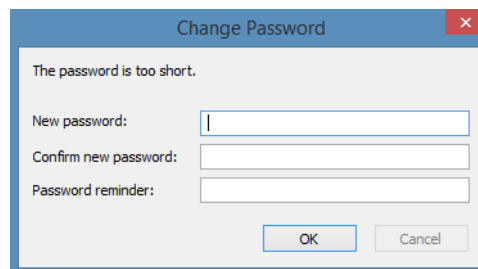 Change Password
The password is too short.
New password:
Confirm new password:
Password reminder:
OK Cancel